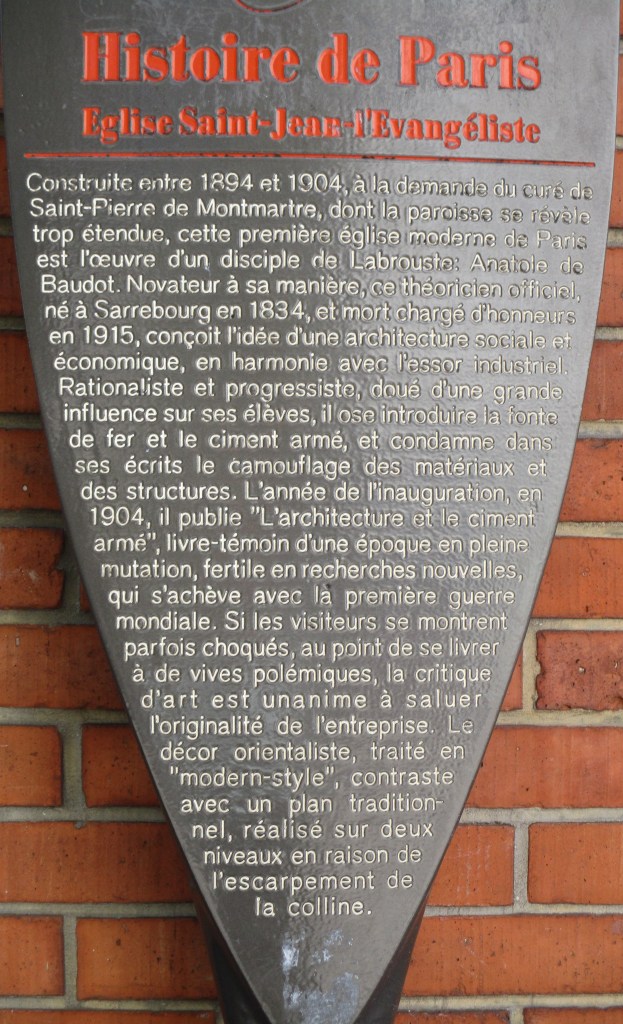 Histoire de Paris
Eglise Saint-Jean-l'Evangéliste
Construite entre 1894 et 1904, à la demande du curé de
Saint-Pierre de Montmartre, dont la paroisse se révèle
trop étendue, cette première église moderne de Paris
est l'œuvre d'un disciple de Labrouste: Anatole de
Baudot. Novateur à sa manière, ce théoricien officiel,
né à Sarrebourg en 1834, et mort chargé d'honneurs
en 1915, conçoit l'idée d'une architecture sociale et
économique, en harmonie avec l'essor industriel.
Rationaliste et progressiste, doué d'une grande
influence sur ses élèves, il ose introduire la fonte
de fer et le ciment armé, et condamne dans
ses écrits le camouflage des matériaux et
des structures. L'année de l'inauguration, en
1904, il publie "L'architecture et le ciment
armé", livre-témoin d'une époque en pleine
mutation, fertile en recherches nouvelles,
qui s'achève avec la première guerre
mondiale. Si les visiteurs se montrent
parfois choqués, au point de se livrer
à de vives polémiques, la critique
d'art est unanime à saluer
l'originalité de l'entreprise. Le
décor orientaliste, traité en
"modern-style", contraste
avec un plan tradition-
nel, réalisé sur deux
niveaux en raison de
l'escarpement de
la colline.